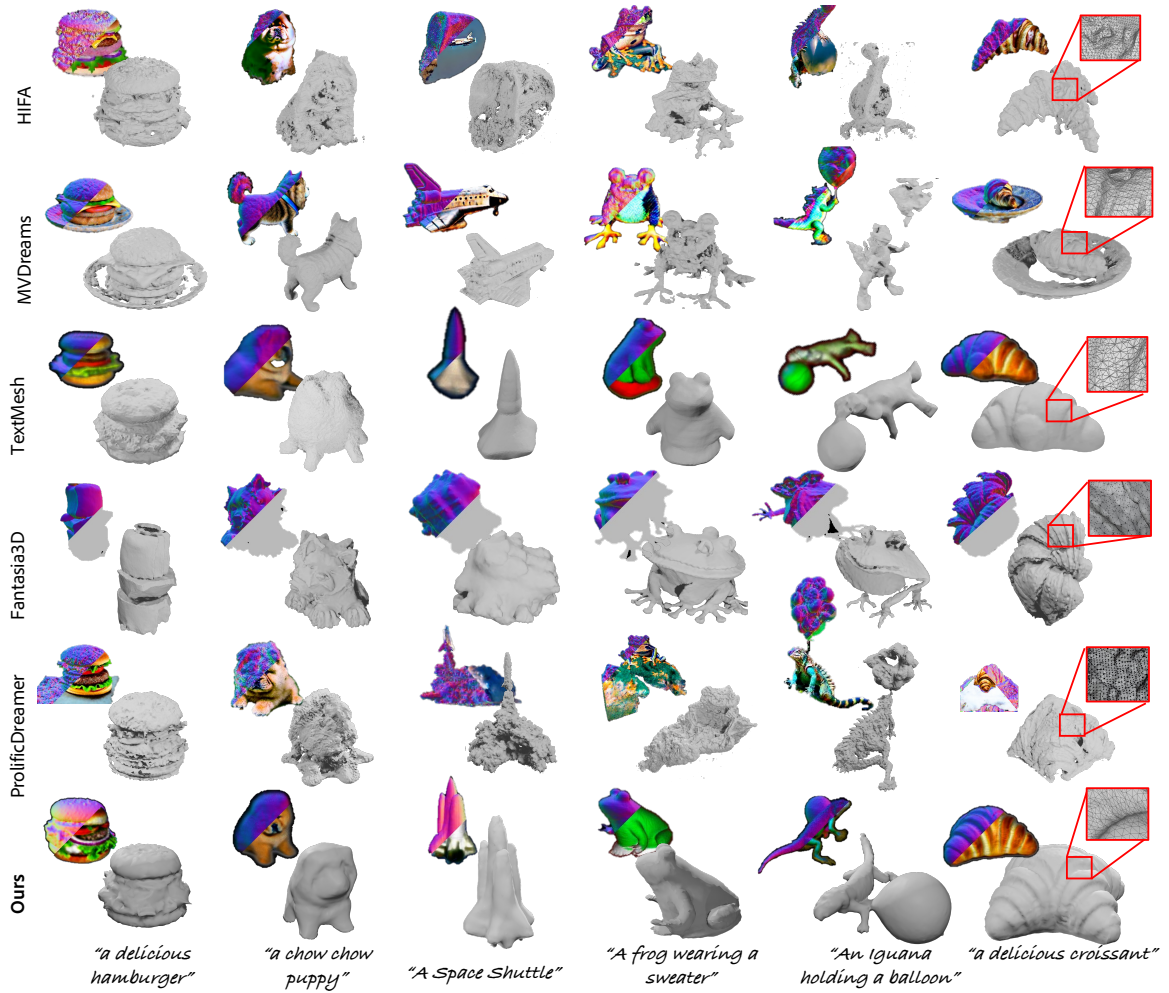 HIFA
MVDreams
TextMesh
Fantasia3D
ProlificDreamer
Ours
"a delicious
hamburger"
"a chow chow
puppy"
"A Space Shuttle"
"A frog wearing a
sweater"
"An Iguana
holding a balloon"
"a delicious croissant"